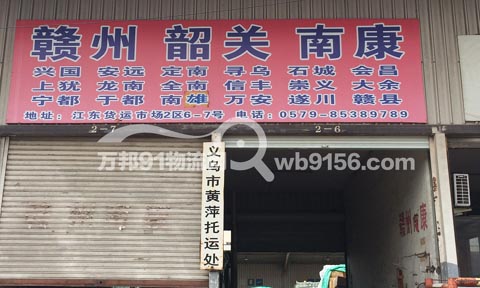 赣州 韶关 南康
兴国 安远 定南 寻乌 石城 会昌
上犹 龙南 全南 信丰 崇义 大余
宁都 于都 南雄 万安 遂川 赣县
地址：江东货运市场2区6-7号 电话：0579-85389789
2-7
2-6
万邦91物流网 wb9156.com
义乌市黄萍托运处
赣州 南康